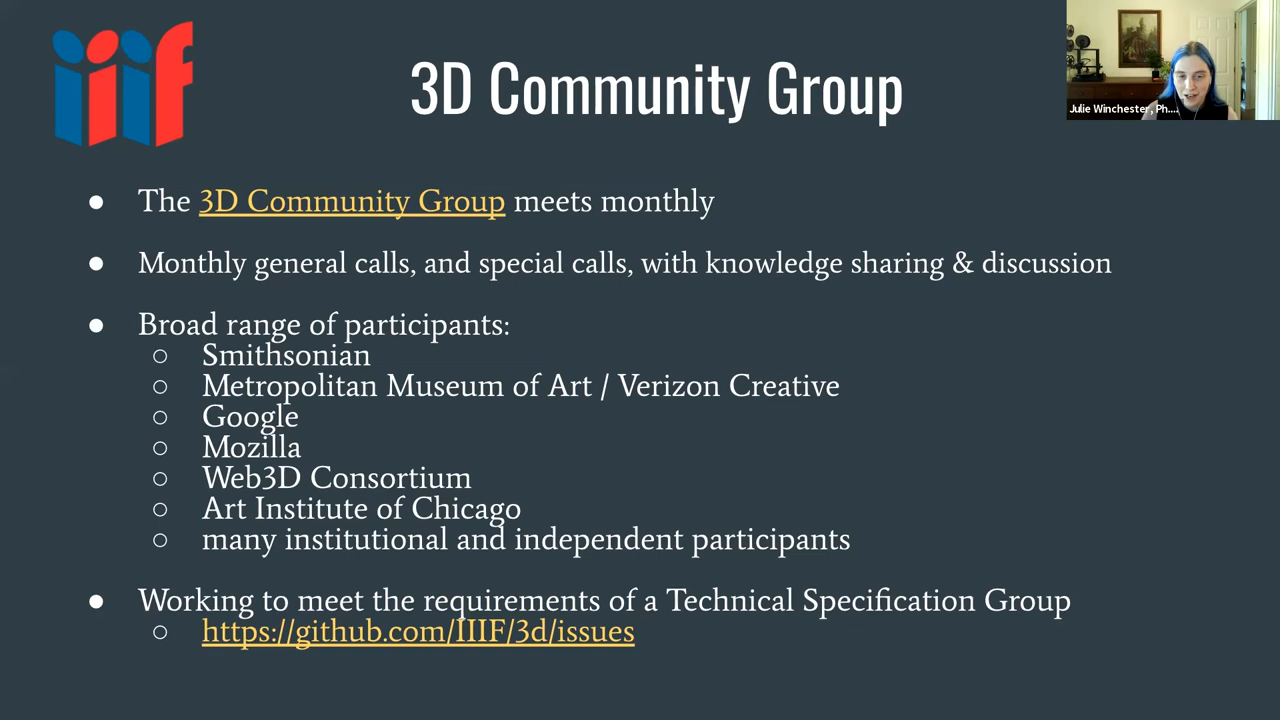 iiif
3D Community Group
Julie Winchester, Ph....
● The 3D Community Group meets monthly
● Monthly general calls, and special calls, with knowledge sharing & discussion
● Broad range of participants:
○ Smithsonian
○ Metropolitan Museum of Art / Verizon Creative
○ Google
○ Mozilla
○ Web3D Consortium
○ Art Institute of Chicago
○ many institutional and independent participants
● Working to meet the requirements of a Technical Specification Group
○ https://github.com/IIIF/3d/issues